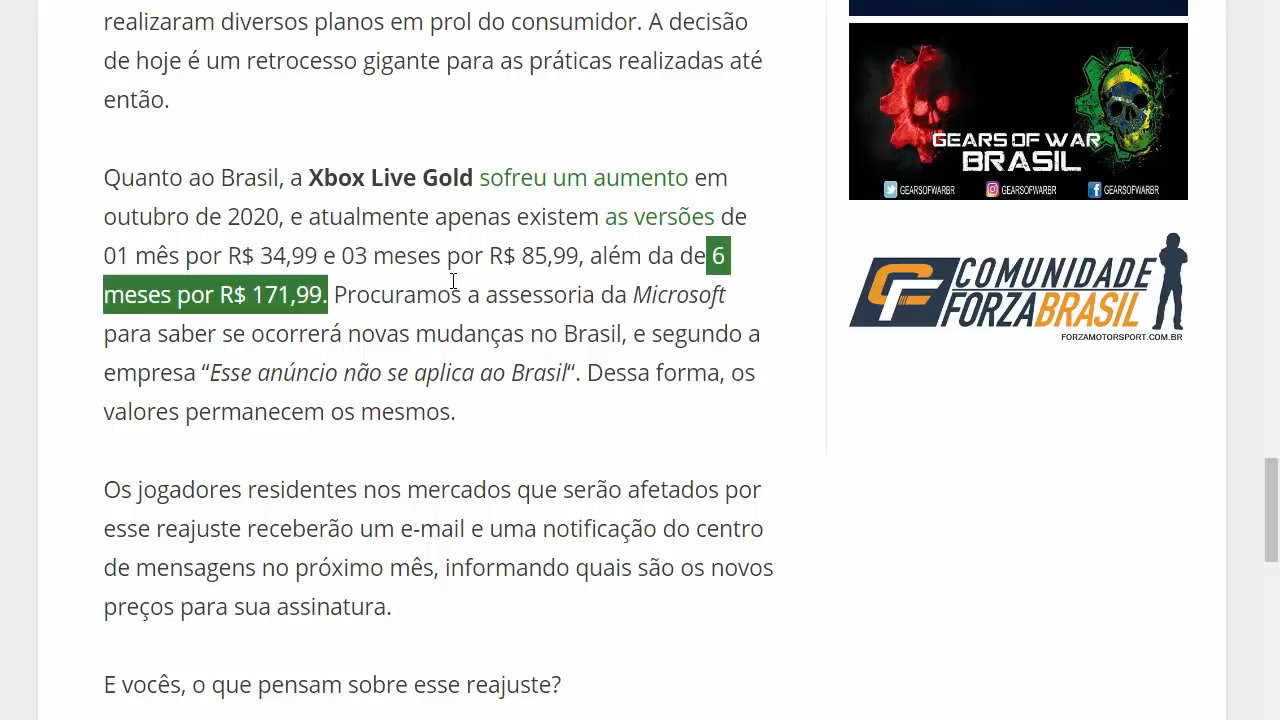 realizaram diversos planos em prol do consumidor. A decisão
de hoje é um retrocesso gigante para as práticas realizadas até
então.
Quanto ao Brasil, a Xbox Live Gold sofreu um aumento em
outubro de 2020, e atualmente apenas existem as versões de
01 mês por R$ 34,99 e 03 meses por R$ 85,99, além da de 6
meses por R$ 171,99. Procuramos a assessoria da Microsoft
para saber se ocorrerá novas mudanças no Brasil, e segundo a
empresa “Esse anúncio não se aplica ao Brasil“. Dessa forma, os
valores permanecem os mesmos.
Os jogadores residentes nos mercados que serão afetados por
esse reajuste receberão um e-mail e uma notificação do centro
de mensagens no próximo mês, informando quais são os novos
preços para sua assinatura.
E vocês, o que pensam sobre esse reajuste?
GEARS OF WAR
BRASIL
GEARSOFWARBR GEARSOFWARBR GEARSOFWARBR
CF COMUNIDADE
FORZABRASIL
FORZAMOTORSPORT.COM.BR